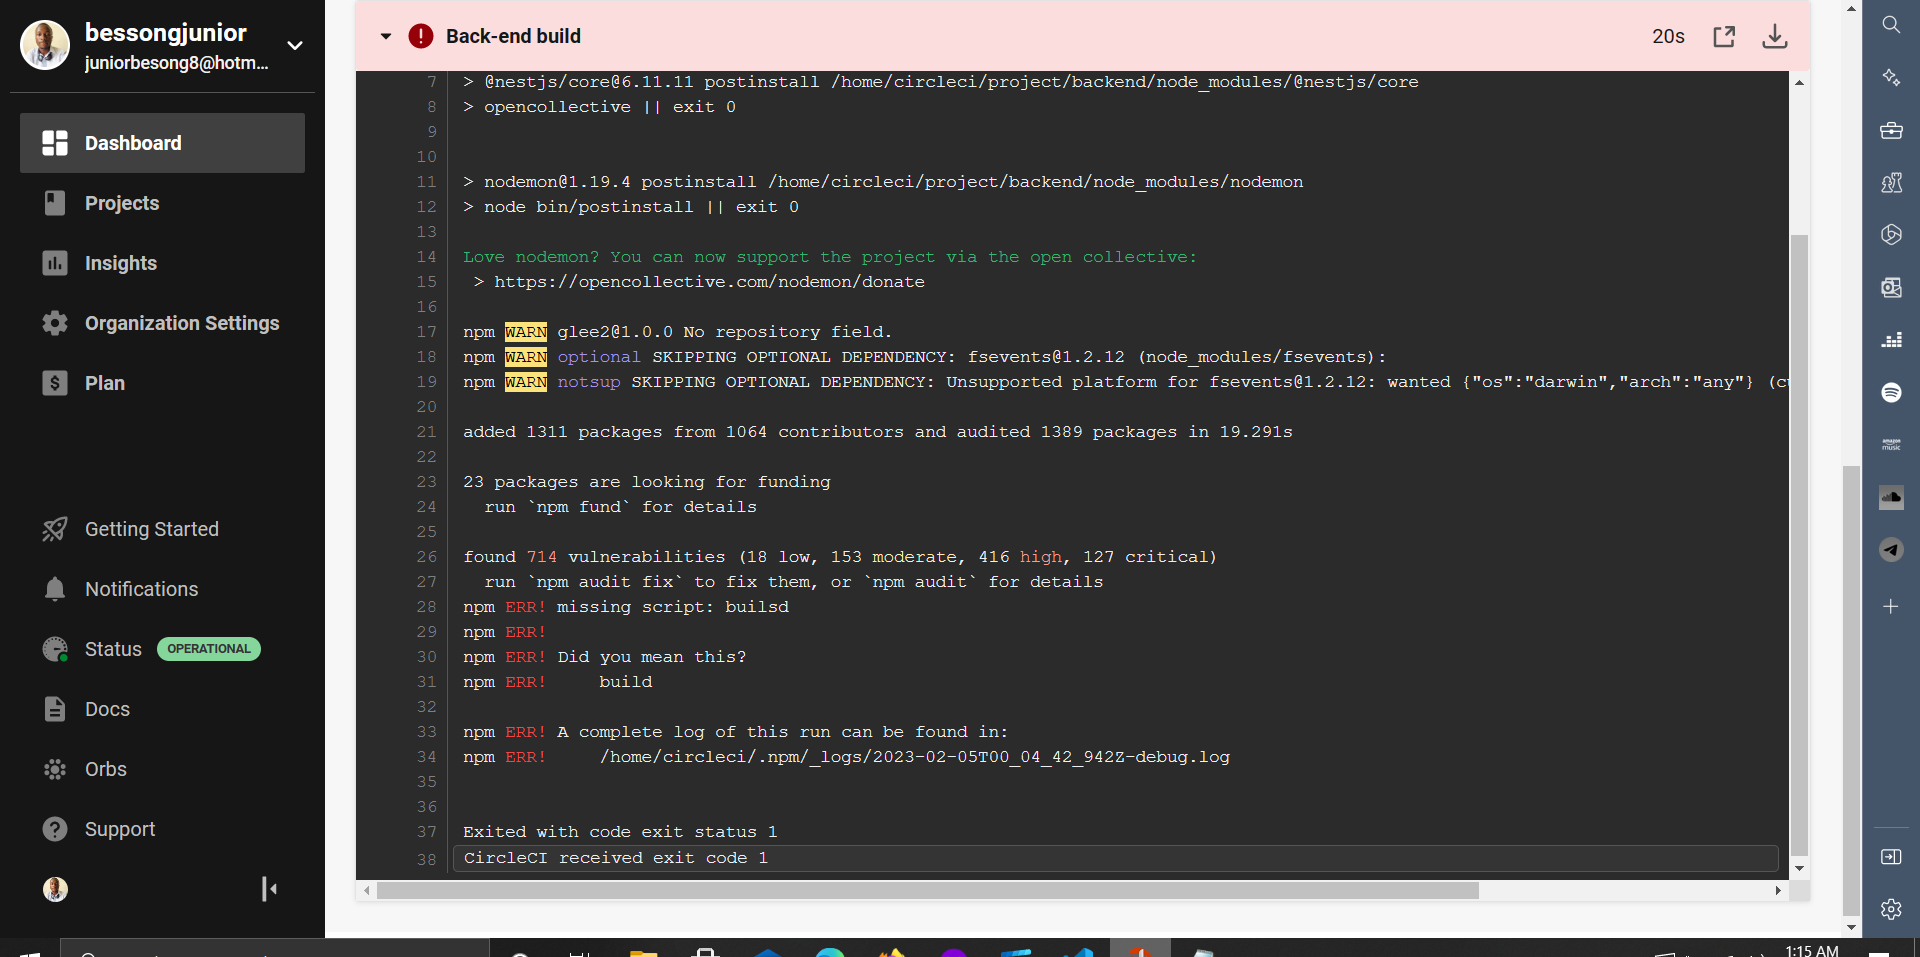 bessongjunior
juniorbesong8@hotm...
Dashboard
Projects
Insights
Organization Settings
Plan
Getting Started
Notifications
Status OPERATIONAL
Docs
Orbs
Support
Back-end build 20s
7 > @nestjs/core@6.11.11 postinstall /home/circleci/project/backend/node_modules/@nestjs/core
8 > opencollective || exit 0
9
10
11 > nodemon@1.19.4 postinstall /home/circleci/project/backend/node_modules/nodemon
12 > node bin/postinstall || exit 0
13
14 Love nodemon? You can now support the project via the open collective:
15 > https://opencollective.com/nodemon/donate
16
17 npm WARN glee2@1.0.0 No repository field.
18 npm WARN optional SKIPPING OPTIONAL DEPENDENCY: fsevents@1.2.12 (node_modules/fsevents):
19 npm WARN notsup SKIPPING OPTIONAL DEPENDENCY: Unsupported platform for fsevents@1.2.12: wanted {"os":"darwin","arch":"any"}
20
21 added 1311 packages from 1064 contributors and audited 1389 packages in 19.291s
22
23 23 packages are looking for funding
24 run `npm fund` for details
25
26 found 714 vulnerabilities (18 low, 153 moderate, 416 high, 127 critical)
27 run `npm audit fix` to fix them, or `npm audit` for details
28 npm ERR! missing script: builsd
29 npm ERR!
30 npm ERR! Did you mean this?
31 npm ERR! build
32
33 npm ERR! A complete log of this run can be found in:
34 npm ERR! /home/circleci/.npm/_logs/2023-02-05T00_04_42_942Z-debug.log
35
36
37 Exited with code exit status 1
38 CircleCI received exit code 1
amazon
music
1:15 AM